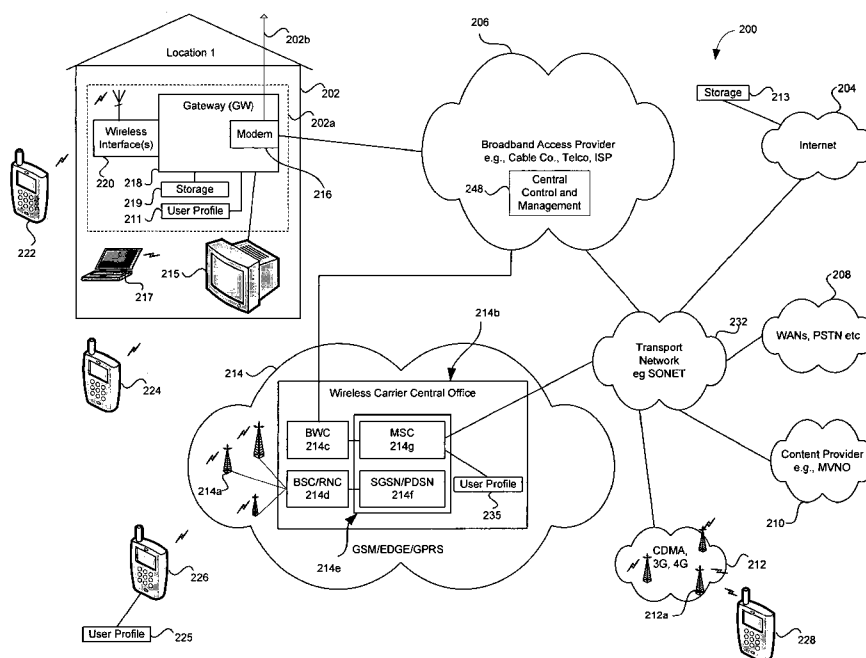 202b
206
200
Location 1
202
Storage
213
204
Gateway (GW)
202a
Wireless
Interface(s)
Modem
Broadband Access Provider
e.g., Cable Co., Telco, ISP
Internet
220
218
216
248
Central
Control and
Management
Storage
219
User Profile
211
222
215
217
208
214b
232
WANs, PSTN etc
Transport
Network
eg SONET
214
224
Wireless Carrier Central Office
BWC
214c
MSC
214g
214a
BSC/RNC
214d
SGSN/PDSN
214f
User Profile
235
Content Provider
e.g., MVNO
210
GSM/EDGE/GPRS
214e
CDMA,
3G, 4G
212
226
212a
User Profile
225
228